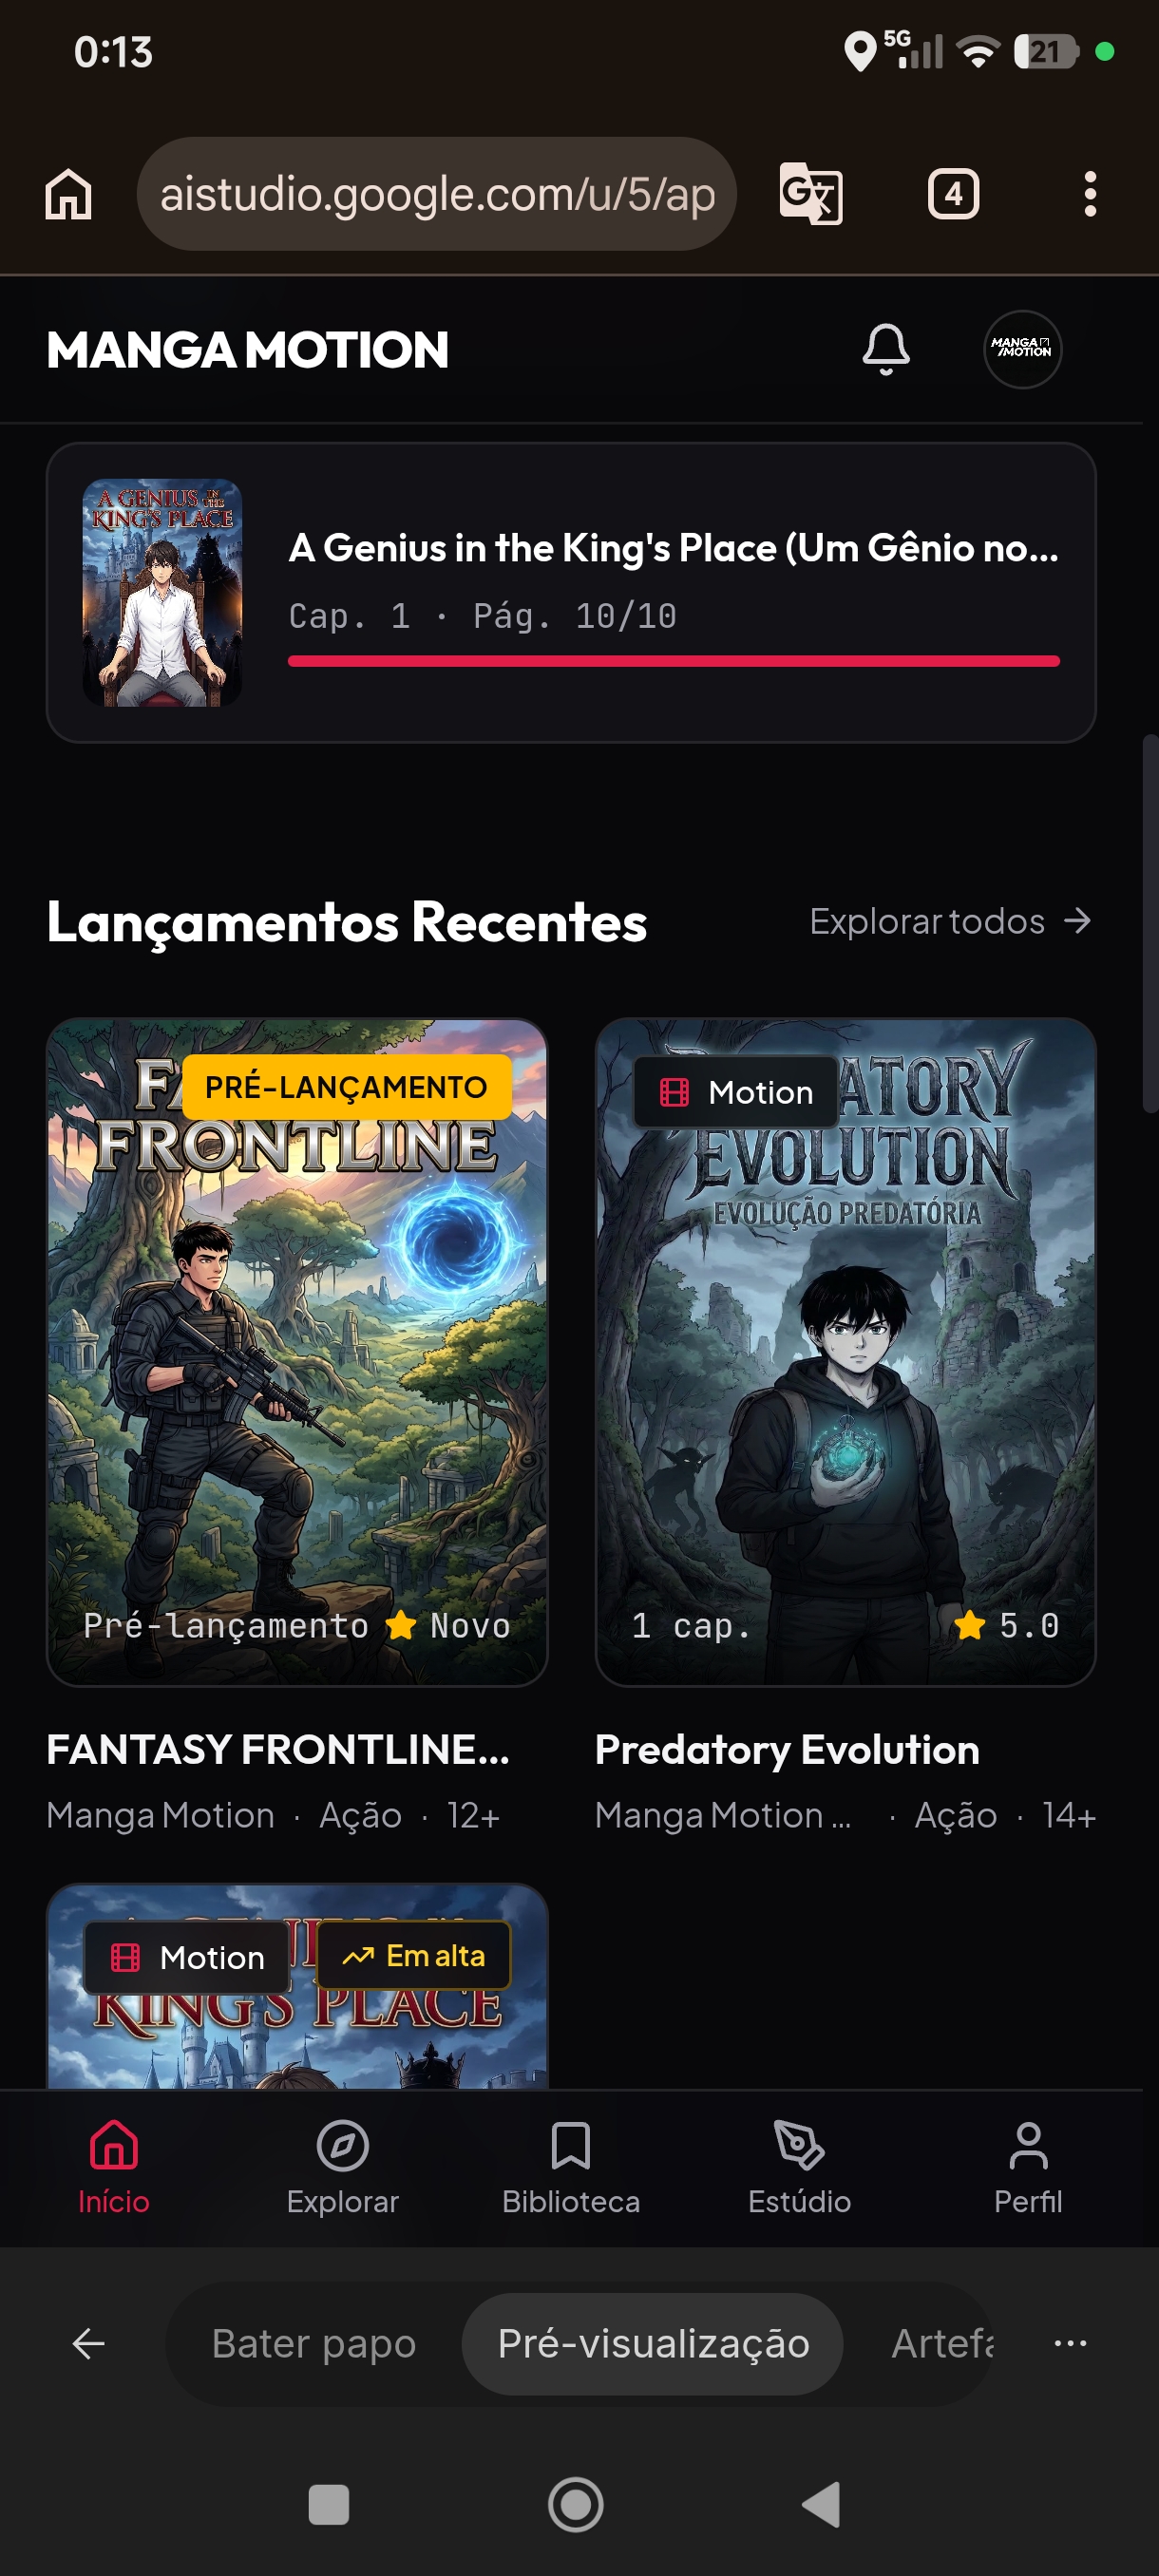 0:13
5G
21
aistudio.google.com/u/5/ap
4
MANGA MOTION
MANGA
MOTION
A GENIUS IN THE
KING'S PLACE
A Genius in the King's Place (Um Gênio no...
Cap. 1 · Pág. 10/10
Lançamentos Recentes
Explorar todos
PRÉ-LANÇAMENTO
FRONTLINE
Pré-lançamento
Novo
FANTASY FRONTLINE...
Manga Motion · Ação · 12+
Motion
ATORY
EVOLUTION
EVOLUÇÃO PREDATÓRIA
1 cap.
5.0
Predatory Evolution
Manga Motion ... · Ação · 14+
Motion
Em alta
KING'S PLACE
Início
Explorar
Biblioteca
Estúdio
Perfil
Bater papo
Pré-visualização
Artefa